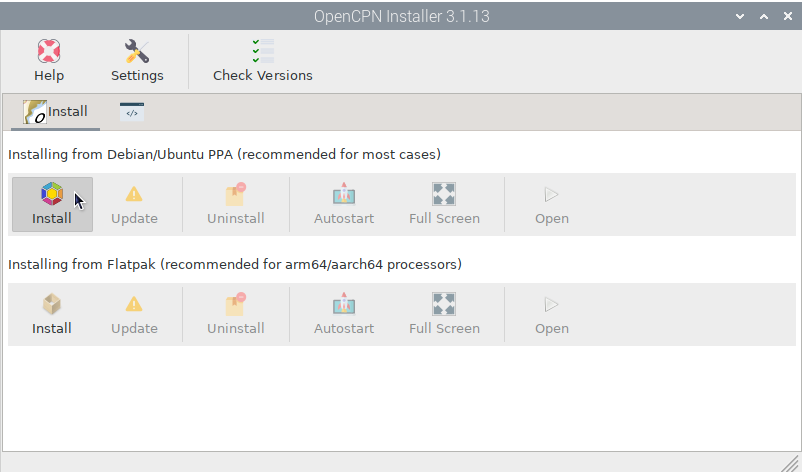 OpenCPN Installer 3.1.13
Help Settings Check Versions
Install </>
Installing from Debian/Ubuntu PPA (recommended for most cases)
Install Update Uninstall Autostart Full Screen Open
Installing from Flatpak (recommended for arm64/aarch64 processors)
Install Update Uninstall Autostart Full Screen Open